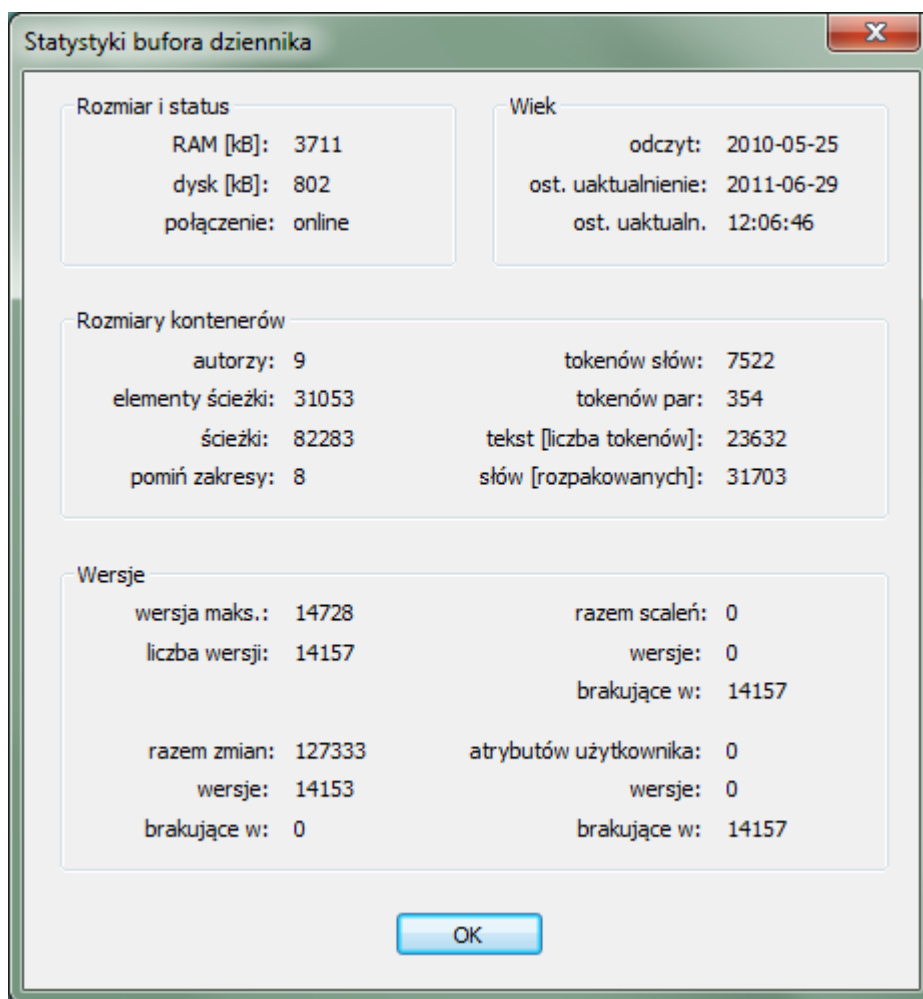 Statystyki bufora dziennika
Rozmiar i status
RAM [kB]: 3711
dysk [kB]: 802
połączenie: online
Wiek
odczyt: 2010-05-25
ost. uaktualnienie: 2011-06-29
ost. uaktualn. 12:06:46
Rozmiary kontenerów
autorzy: 9
elementy ścieżki: 31053
ścieżki: 82283
pomiń zakresy: 8
tokenów słów: 7522
tokenów par: 354
tekst [liczba tokenów]: 23632
słów [rozpakowanych]: 31703
Wersje
wersja maks.: 14728
liczba wersji: 14157
razem scaleń: 0
wersje: 0
brakujące w: 14157
razem zmian: 127333
wersje: 14153
brakujące w: 0
atrybutów użytkownika: 0
wersje: 0
brakujące w: 14157
OK